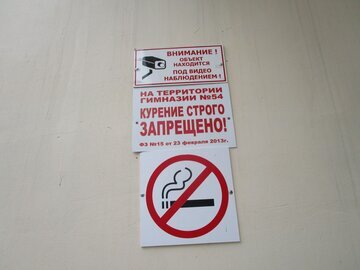 ВНИМАНИЕ !
ОБЪЕКТ
НАХОДИТСЯ
ПОД ВИДЕО
НАБЛЮДЕНИЕМ !
НА ТЕРРИТОРИИ
ГИМНАЗИИ №54
КУРЕНИЕ СТРОГО
ЗАПРЕЩЕНО!
ФЗ №15 от 23 февраля 2013г.